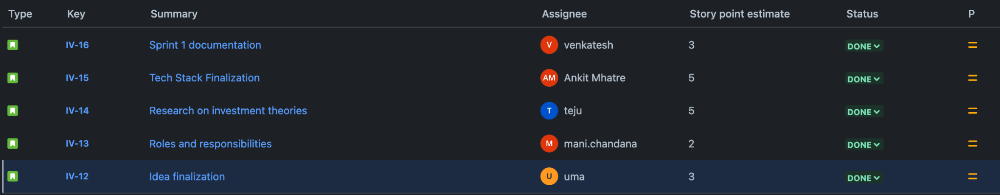 Type Key Summary Assignee Story point estimate Status P
IV-16 Sprint 1 documentation V venkatesh 3 DONE
IV-15 Tech Stack Finalization AM Ankit Mhatre 5 DONE
IV-14 Research on investment theories T teju 5 DONE
IV-13 Roles and responsibilities M mani.chandana 2 DONE
IV-12 Idea finalization U uma 3 DONE